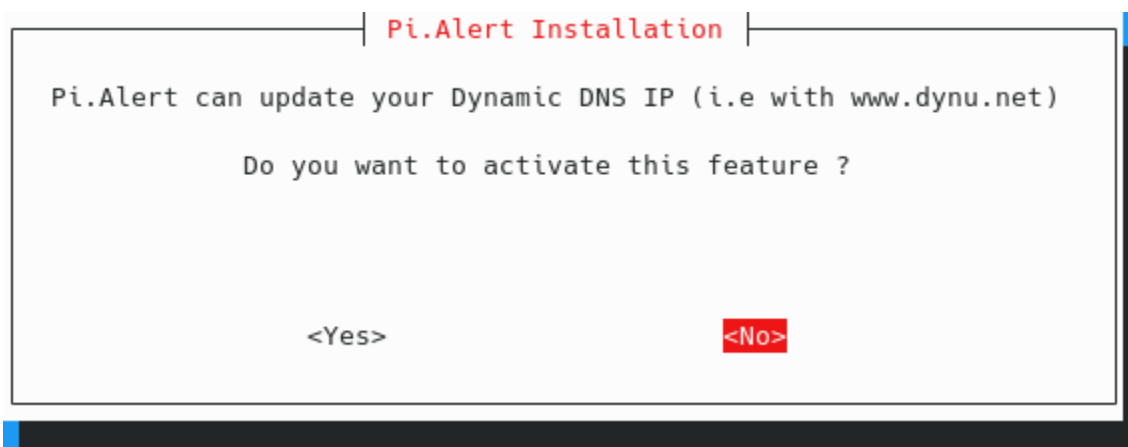 Pi.Alert Installation
Pi.Alert can update your Dynamic DNS IP (i.e with www.dynu.net)
Do you want to activate this feature ?
<Yes> <No>